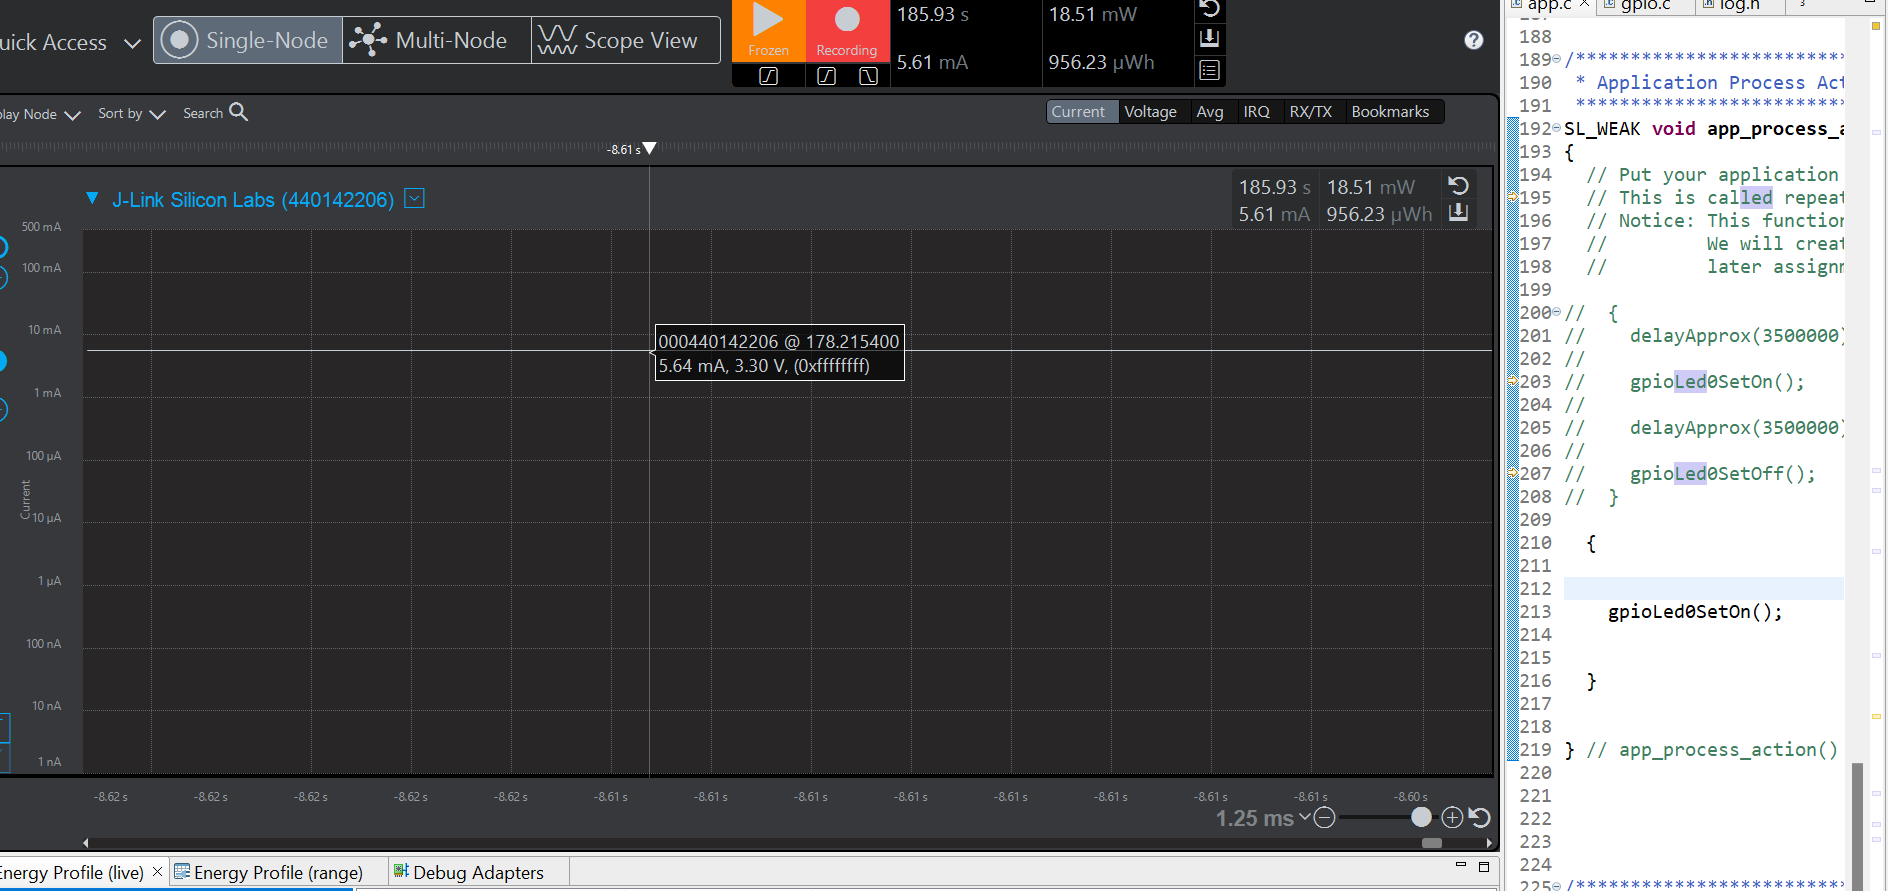 uick Access
Single-Node
Multi-Node
Scope View
Frozen
Recording
185.93 s
18.51 mW
5.61 mA
956.23 µWh
play Node
Sort by
Search
Current
Voltage
Avg
IRQ
RX/TX
Bookmarks
-8.61 s
J-Link Silicon Labs (440142206)
185.93 s
18.51 mW
5.61 mA
956.23 µWh
500 mA
100 mA
10 mA
1 mA
100 µA
10 µA
1 µA
100 nA
10 nA
1 nA
Current
000440142206 @ 178.215400
5.64 mA, 3.30 V, (0xffffffff)
-8.62 s
-8.62 s
-8.62 s
-8.62 s
-8.62 s
-8.61 s
-8.61 s
-8.61 s
-8.61 s
-8.61 s
-8.61 s
-8.61 s
-8.61 s
-8.60 s
1.25 ms
Energy Profile (live)
Energy Profile (range)
Debug Adapters
app.c
gpio.c
log.h
3
187
188
189 /*************************
190 * Application Process Act
191 *************************
192 SL_WEAK void app_process_a
193 {
194 // Put your application
195 // This is called repeat
196 // Notice: This function
197 // We will creat
198 // later assignm
199
200 // {
201 // delayApprox(3500000)
202 //
203 // gpioLed0SetOn();
204 //
205 // delayApprox(3500000)
206 //
207 // gpioLed0SetOff();
208 // }
209
210 {
211
212
213 gpioLed0SetOn();
214
215
216 }
217
218
219 } // app_process_action()
220
221
222
223
224
225 /*************************